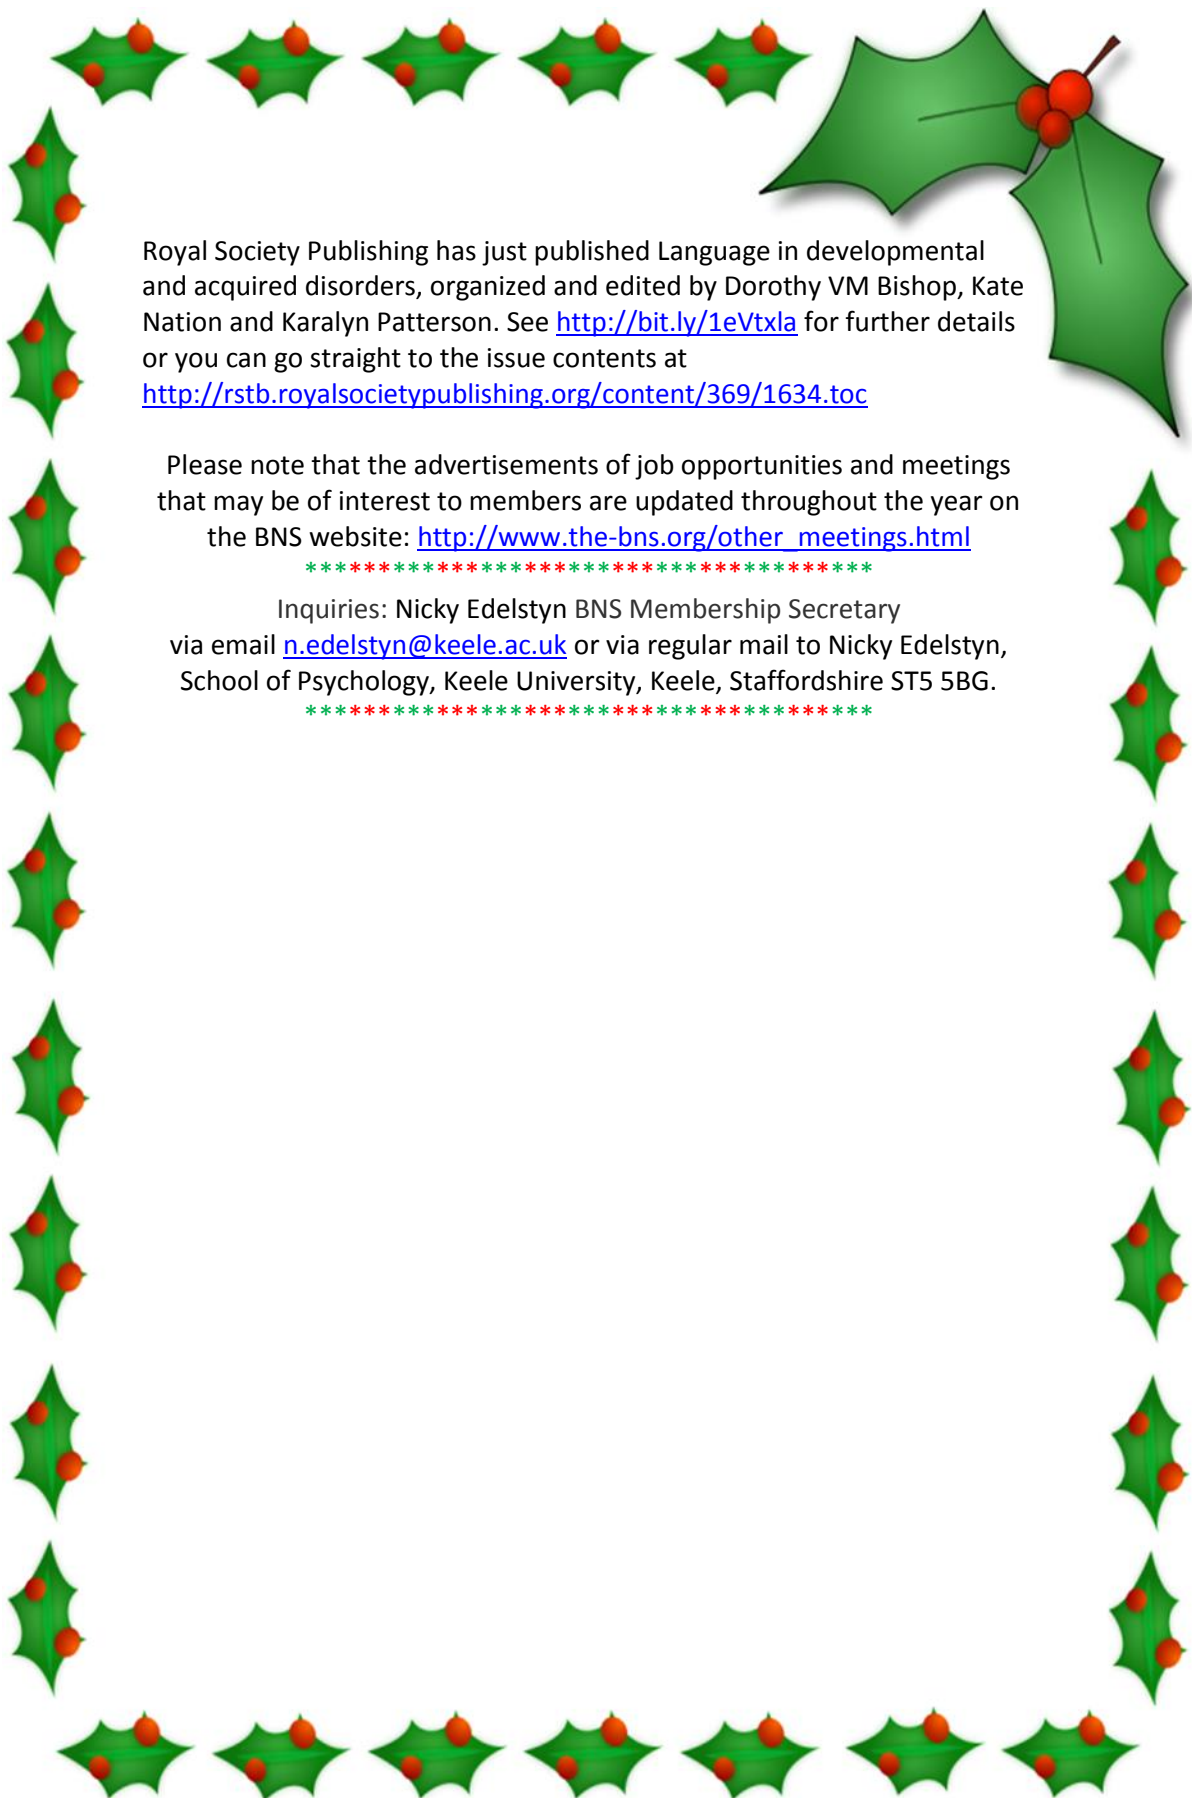 Royal Society Publishing has just published Language in developmental
and acquired disorders, organized and edited by Dorothy VM Bishop, Kate
Nation and Karalyn Patterson. See http://bit.ly/1eVtxla for further details
or you can go straight to the issue contents at
http://rstb.royalsocietypublishing.org/content/369/1634.toc
Please note that the advertisements of job opportunities and meetings
that may be of interest to members are updated throughout the year on
the BNS website: http://www.the-bns.org/other_meetings.html
***************************************
Inquiries: Nicky Edelstyn BNS Membership Secretary
via email n.edelstyn@keele.ac.uk or via regular mail to Nicky Edelstyn,
School of Psychology, Keele University, Keele, Staffordshire ST5 5BG.
***************************************